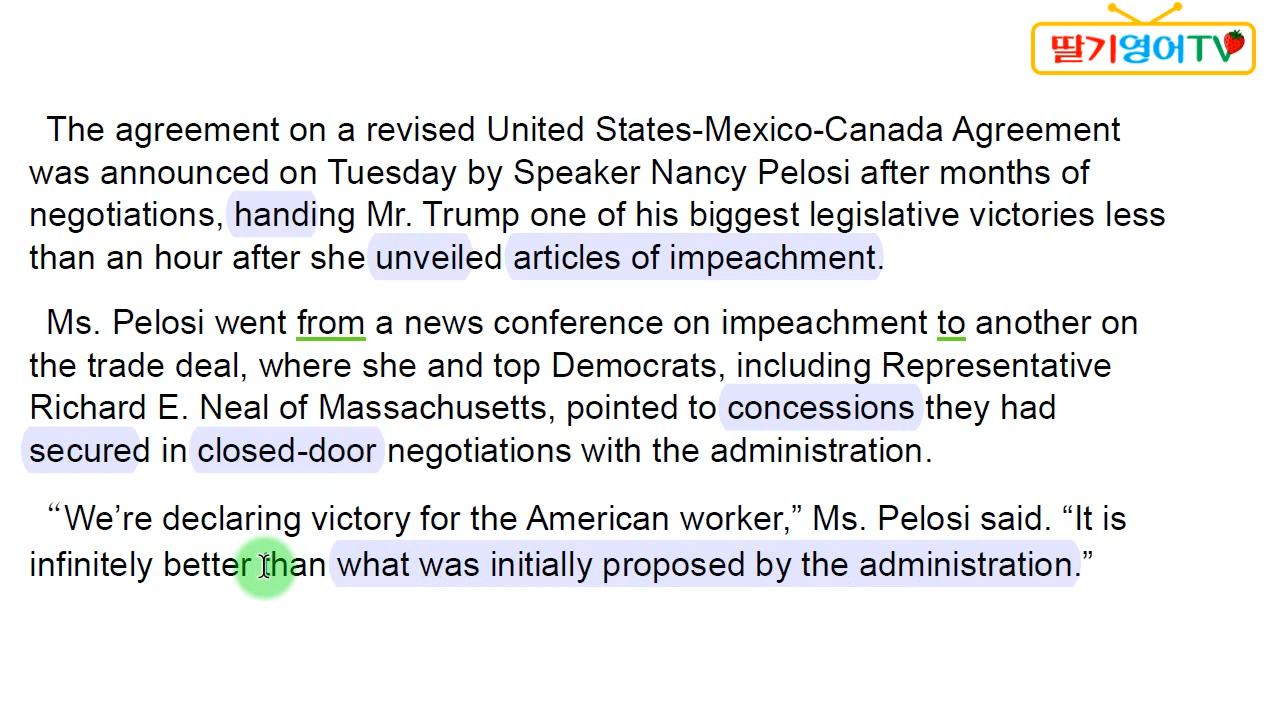 딸기영어TV
The agreement on a revised United States-Mexico-Canada Agreement
was announced on Tuesday by Speaker Nancy Pelosi after months of
negotiations, handing Mr. Trump one of his biggest legislative victories less
than an hour after she unveiled articles of impeachment.
Ms. Pelosi went from a news conference on impeachment to another on
the trade deal, where she and top Democrats, including Representative
Richard E. Neal of Massachusetts, pointed to concessions they had
secured in closed-door negotiations with the administration.
“We’re declaring victory for the American worker,” Ms. Pelosi said. “It is
infinitely better than what was initially proposed by the administration.”